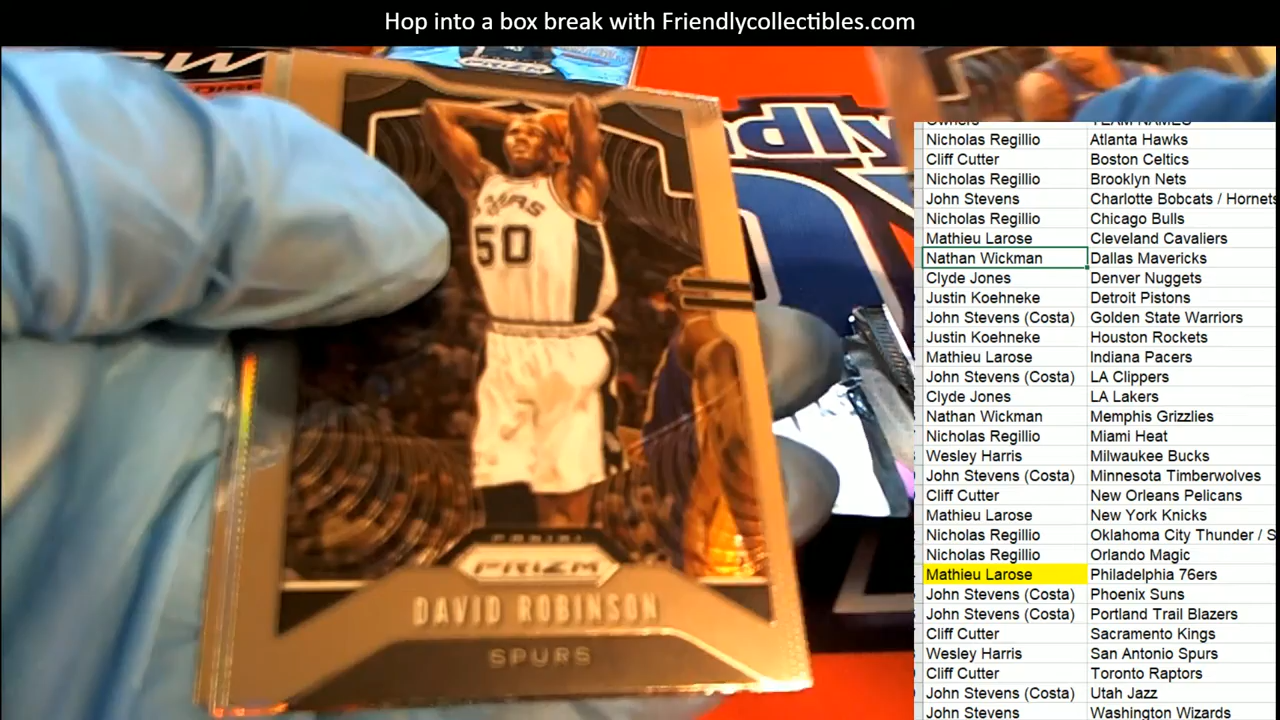 Hop into a box break with Friendlycollectibles.com
PRIZM
SPURS
50
PANINI
PRIZM
DAVID ROBINSON
SPURS
Owners TEAM NAMES
Nicholas Regillio Atlanta Hawks
Cliff Cutter Boston Celtics
Nicholas Regillio Brooklyn Nets
John Stevens Charlotte Bobcats / Hornets
Nicholas Regillio Chicago Bulls
Mathieu Larose Cleveland Cavaliers
Nathan Wickman Dallas Mavericks
Clyde Jones Denver Nuggets
Justin Koehneke Detroit Pistons
John Stevens (Costa) Golden State Warriors
Justin Koehneke Houston Rockets
Mathieu Larose Indiana Pacers
John Stevens (Costa) LA Clippers
Clyde Jones LA Lakers
Nathan Wickman Memphis Grizzlies
Nicholas Regillio Miami Heat
Wesley Harris Milwaukee Bucks
John Stevens (Costa) Minnesota Timberwolves
Cliff Cutter New Orleans Pelicans
Mathieu Larose New York Knicks
Nicholas Regillio Oklahoma City Thunder / S
Nicholas Regillio Orlando Magic
Mathieu Larose Philadelphia 76ers
John Stevens (Costa) Phoenix Suns
John Stevens (Costa) Portland Trail Blazers
Cliff Cutter Sacramento Kings
Wesley Harris San Antonio Spurs
Cliff Cutter Toronto Raptors
John Stevens (Costa) Utah Jazz
John Stevens Washington Wizards